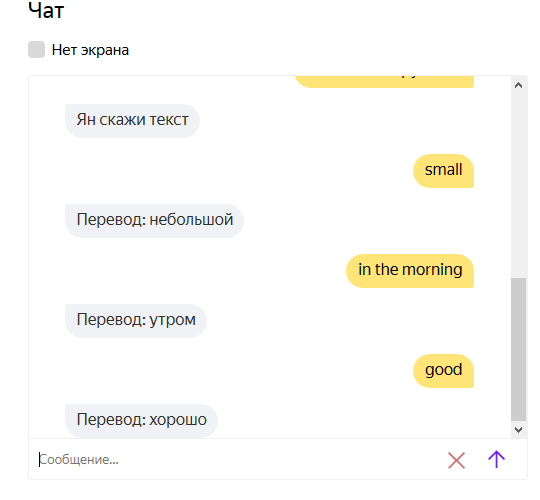 Чат
Нет экрана
Ян скажи текст
small
Перевод: небольшой
in the morning
Перевод: утром
good
Перевод: хорошо
Сообщение...